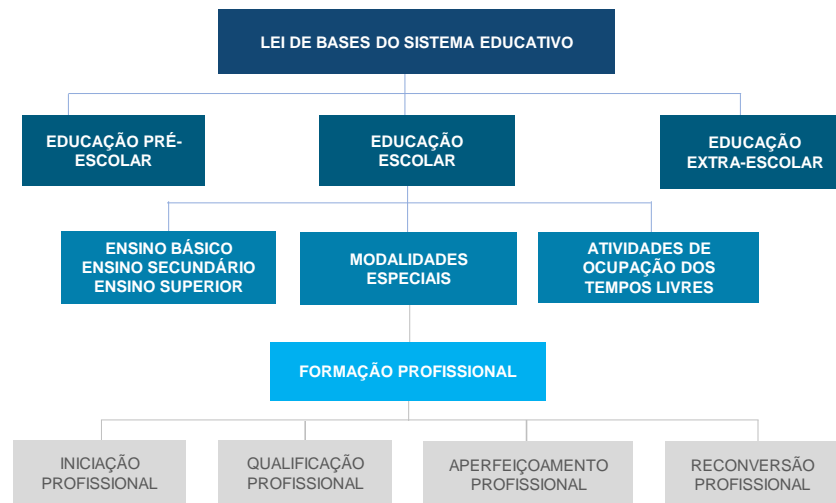 LEI DE BASES DO SISTEMA EDUCATIVO
EDUCAÇÃO PRÉ-
ESCOLAR
EDUCAÇÃO
ESCOLAR
EDUCAÇÃO
EXTRA-ESCOLAR
ENSINO BÁSICO
ENSINO SECUNDÁRIO
ENSINO SUPERIOR
MODALIDADES
ESPECIAIS
ATIVIDADES DE
OCUPAÇÃO DOS
TEMPOS LIVRES
FORMAÇÃO PROFISSIONAL
INICIAÇÃO
PROFISSIONAL
QUALIFICAÇÃO
PROFISSIONAL
APERFEIÇOAMENTO
PROFISSIONAL
RECONVERSÃO
PROFISSIONAL